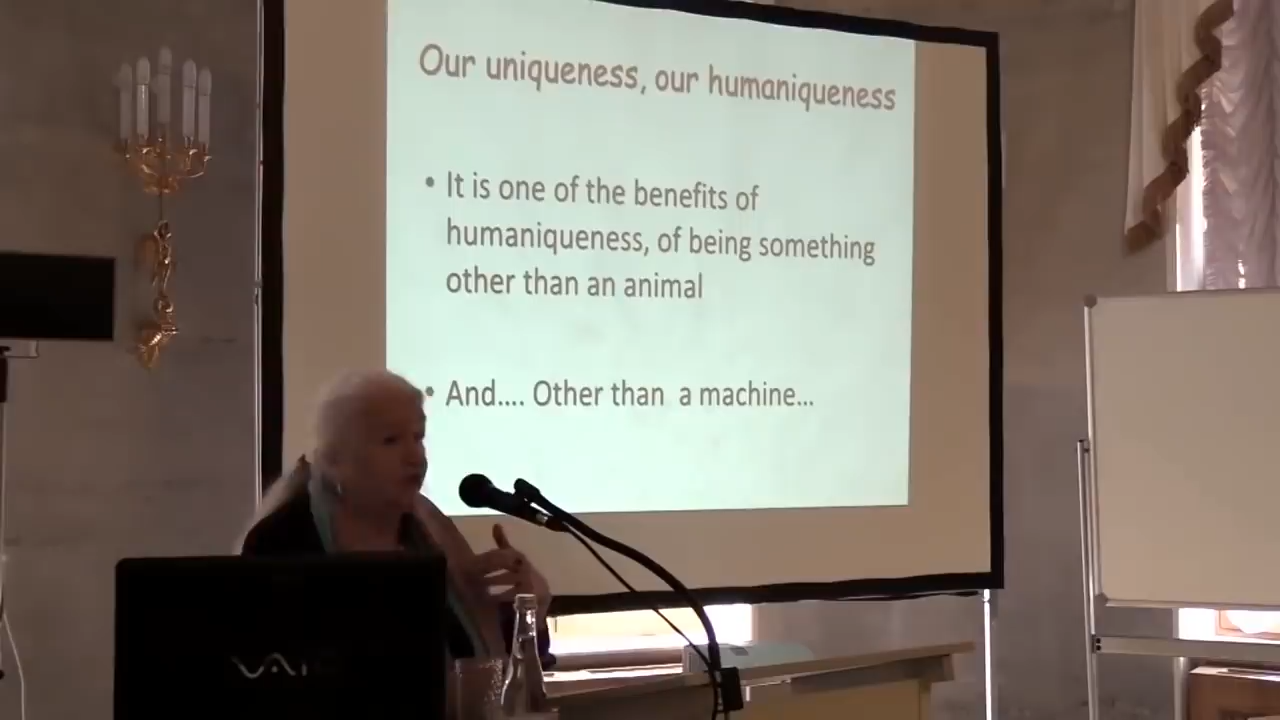 Our uniqueness, our humaniqueness
• It is one of the benefits of
humaniqueness, of being something
other than an animal
• And.... Other than a machine...
VAIO